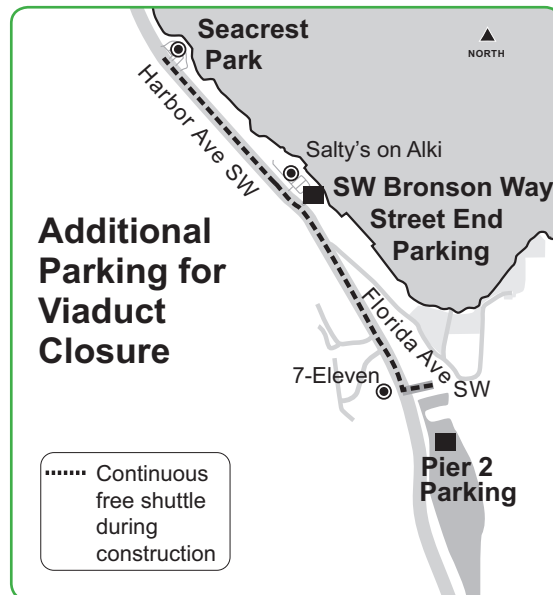 Seacrest
Park
NORTH
Harbor Ave SW
Salty's on Alki
SW Bronson Way
Street End
Parking
Additional
Parking for
Viaduct
Closure
Florida Ave SW
7-Eleven
Pier 2
Parking
Continuous
free shuttle
during
construction